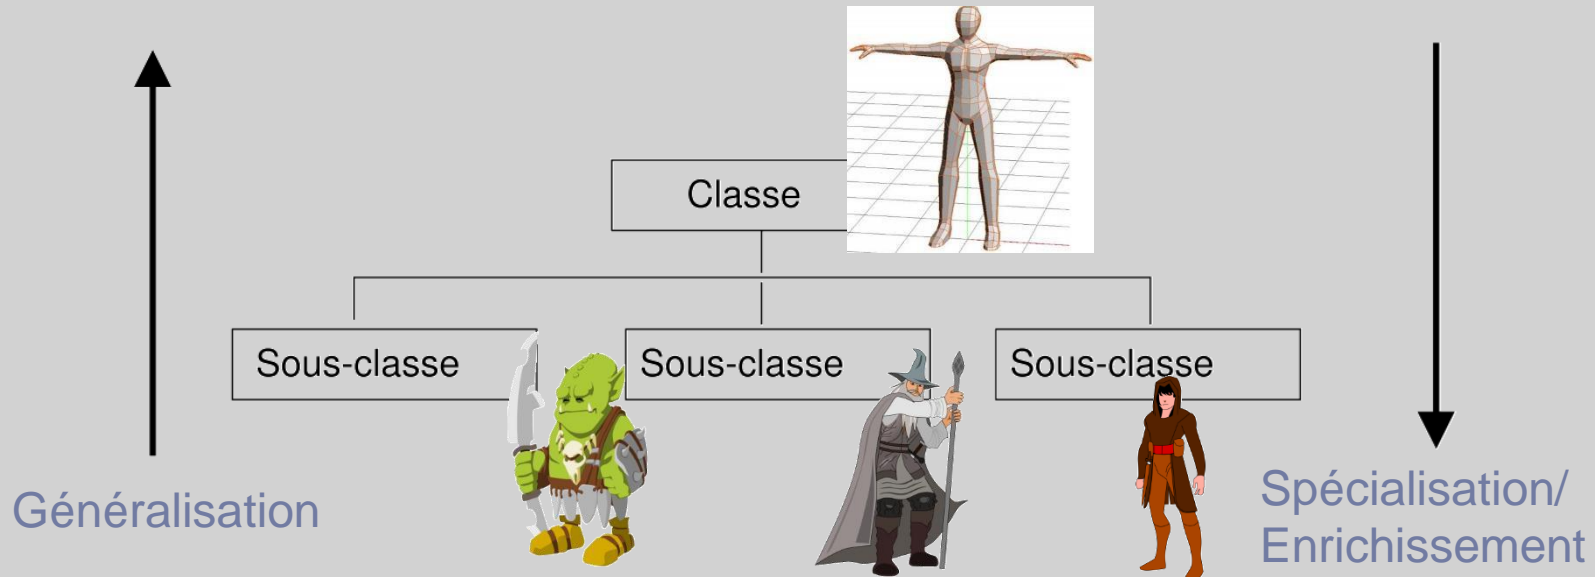 Classe
Sous-classe
Sous-classe
Sous-classe
Généralisation
Spécialisation/
Enrichissement